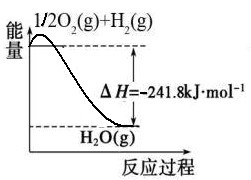 1/2O₂(g)+H₂(g)
能
量
ΔH=-241.8kJ·mol⁻¹
H₂O(g)
反应过程